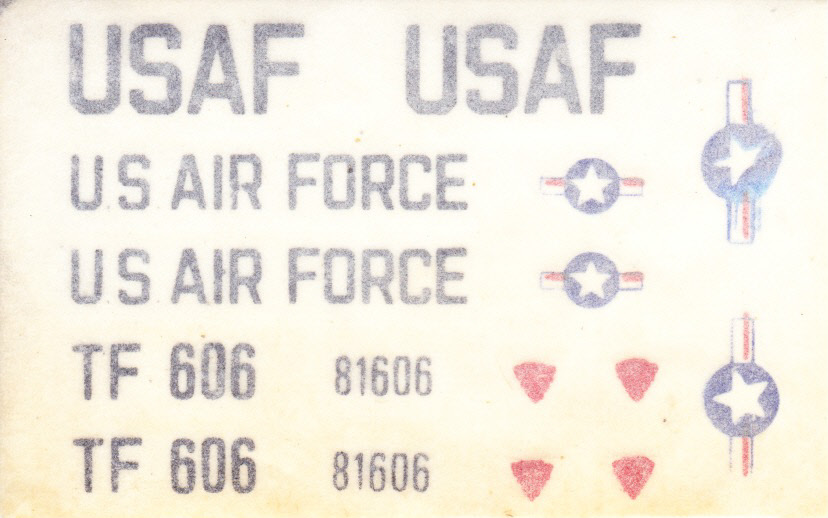 USAF USAF
U.S. AIR FORCE
U.S. AIR FORCE
TF 606 81606
TF 606 81606